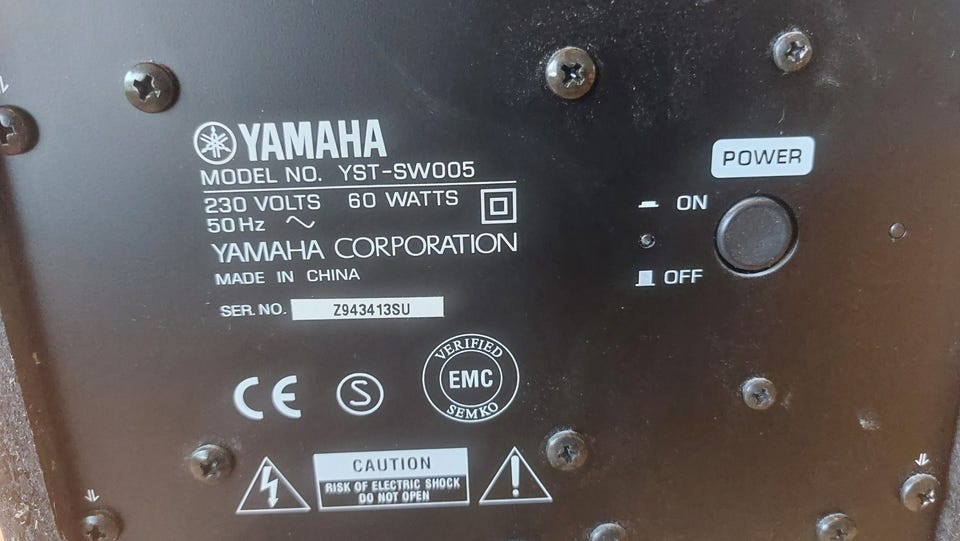 YAMAHA
MODEL NO. YST-SW005
230 VOLTS 60 WATTS
50Hz ~
YAMAHA CORPORATION
MADE IN CHINA
SER. NO. Z943413SU
POWER
ON
OFF
CE
S
VERIFIED
EMC
SEMKO
CAUTION
RISK OF ELECTRIC SHOCK
DO NOT OPEN